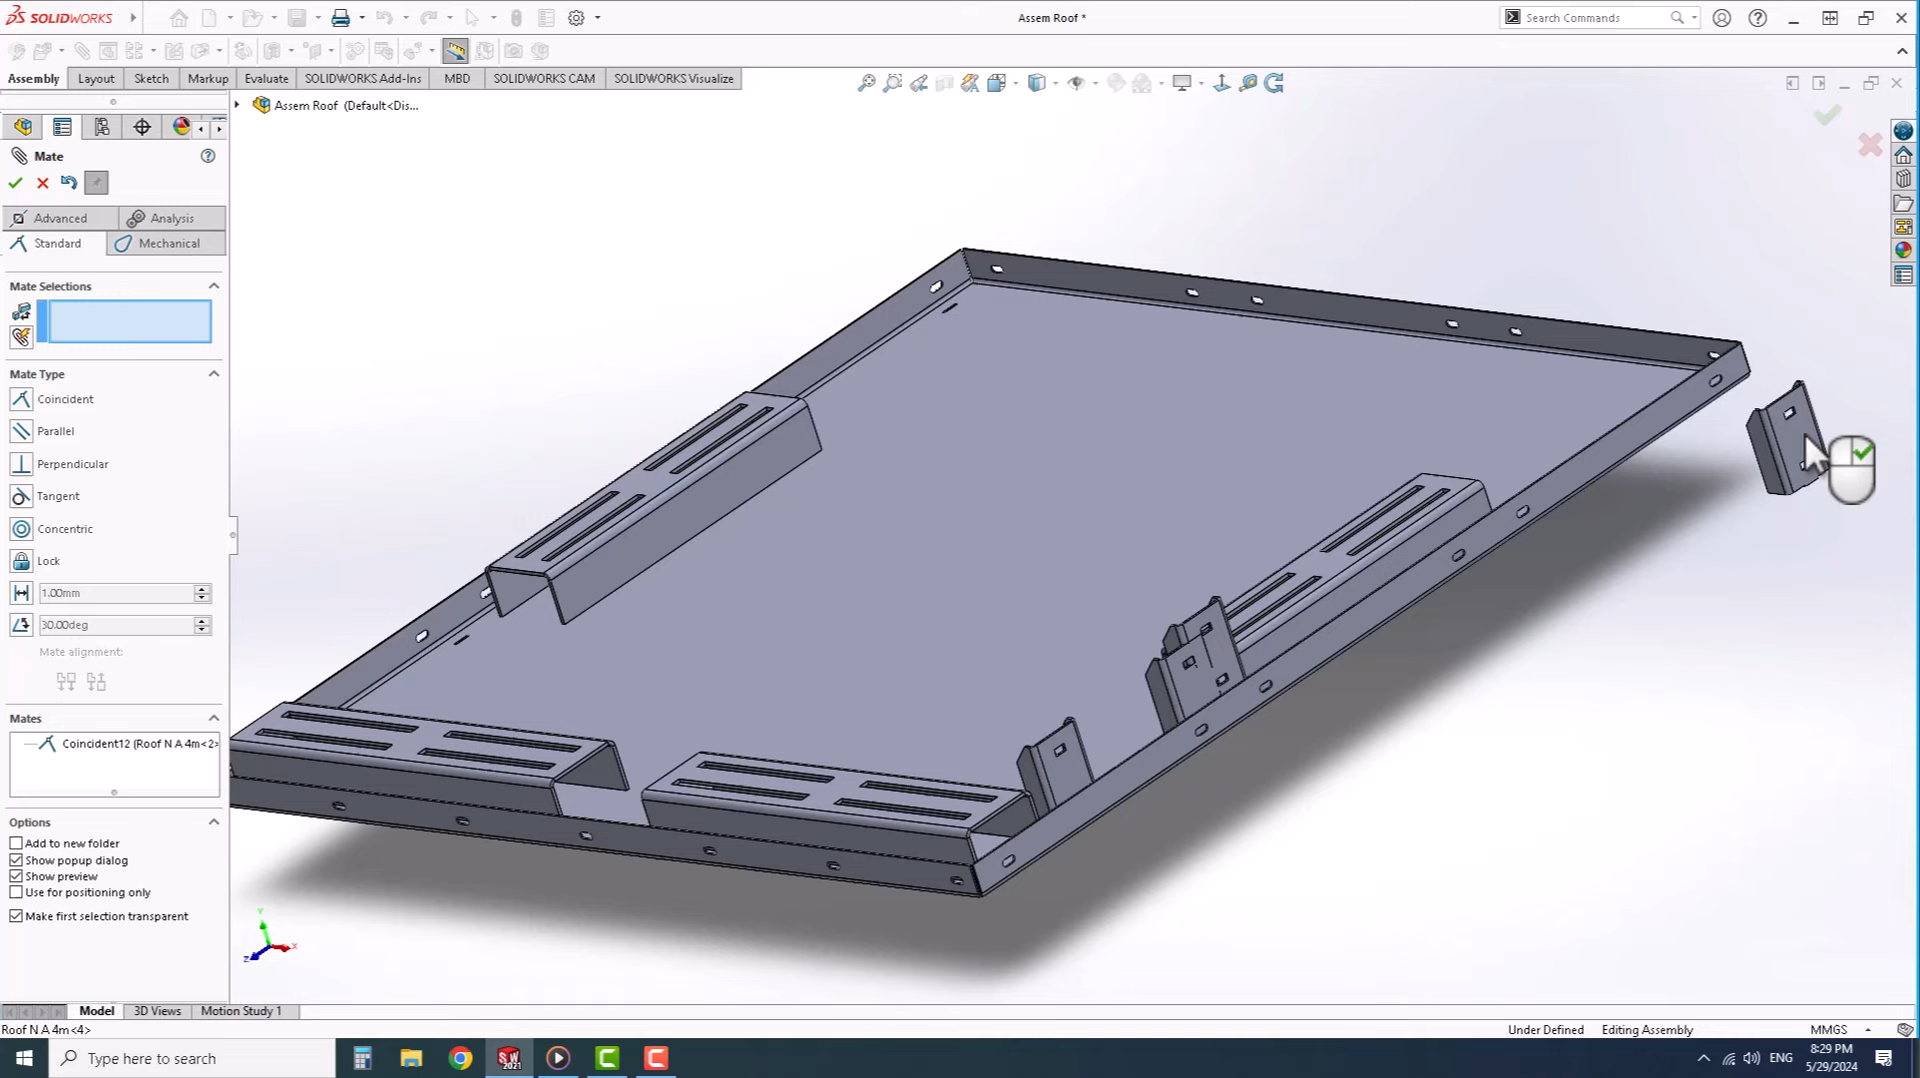 SOLIDWORKS
Assem Roof *
Search Commands
Assembly
Layout
Sketch
Markup
Evaluate
SOLIDWORKS Add-Ins
MBD
SOLIDWORKS CAM
SOLIDWORKS Visualize
Assem Roof (Default<Dis...
Mate
Advanced
Analysis
Standard
Mechanical
Mate Selections
Mate Type
Coincident
Parallel
Perpendicular
Tangent
Concentric
Lock
1.00mm
30.00deg
Mate alignment:
Mates
Coincident12 (Roof N A 4m<2>
Options
Add to new folder
Show popup dialog
Show preview
Use for positioning only
Make first selection transparent
Y
X
Z
Model
3D Views
Motion Study 1
Roof N A 4m<4>
Under Defined
Editing Assembly
MMGS
Type here to search
SW
2021
ENG
8:29 PM
5/29/2024